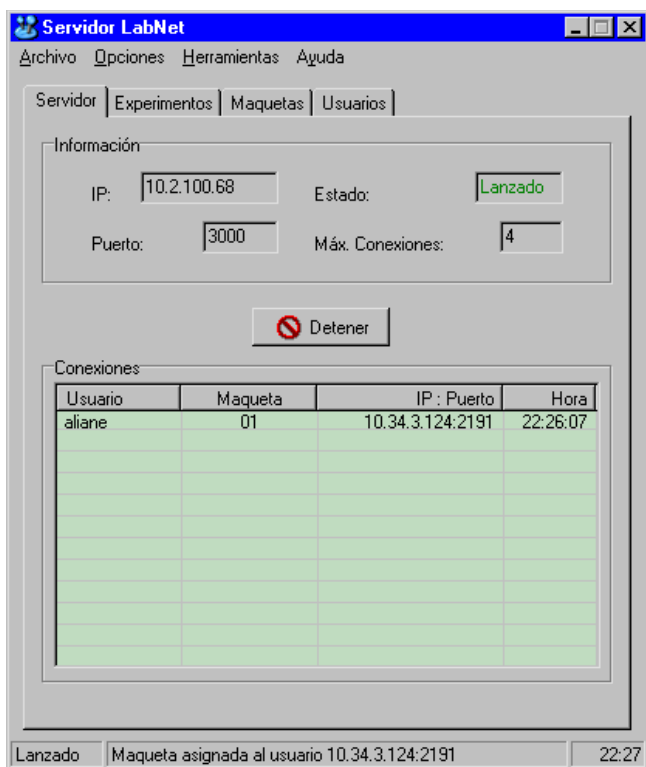 Servidor LabNet
Archivo Opciones Herramientas Ayuda
Servidor Experimentos Maquetas Usuarios
Información
IP: 10.2.100.68 Estado: Lanzado
Puerto: 3000 Máx. Conexiones: 4
Detener
Conexiones
Usuario Maqueta IP : Puerto Hora
aliane 01 10.34.3.124:2191 22:26:07
Lanzado Maqueta asignada al usuario 10.34.3.124:2191 22:27